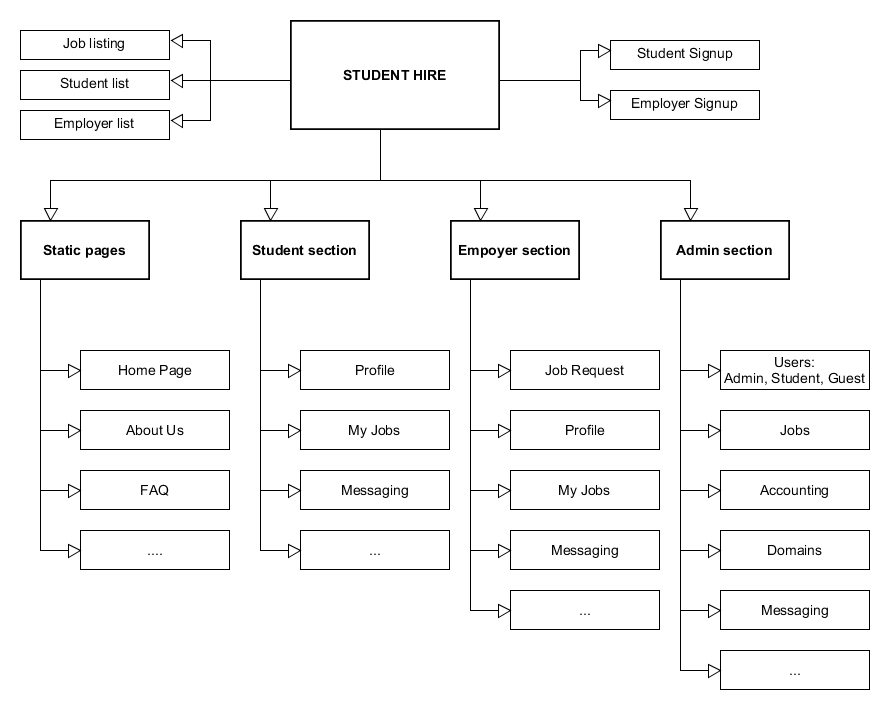 Job listing
Student list
Employer list
STUDENT HIRE
Student Signup
Employer Signup
Static pages
Student section
Empoyer section
Admin section
Home Page
About Us
FAQ
....
Profile
My Jobs
Messaging
...
Job Request
Profile
My Jobs
Messaging
...
Users:
Admin, Student, Guest
Jobs
Accounting
Domains
Messaging
...